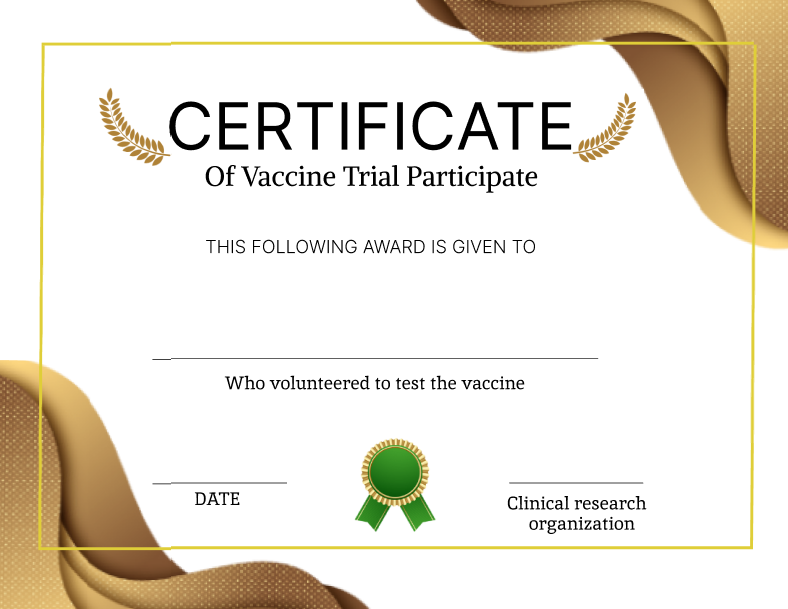 CERTIFICATE
Of Vaccine Trial Participate
THIS FOLLOWING AWARD IS GIVEN TO
Who volunteered to test the vaccine
DATE
Clinical research
organization